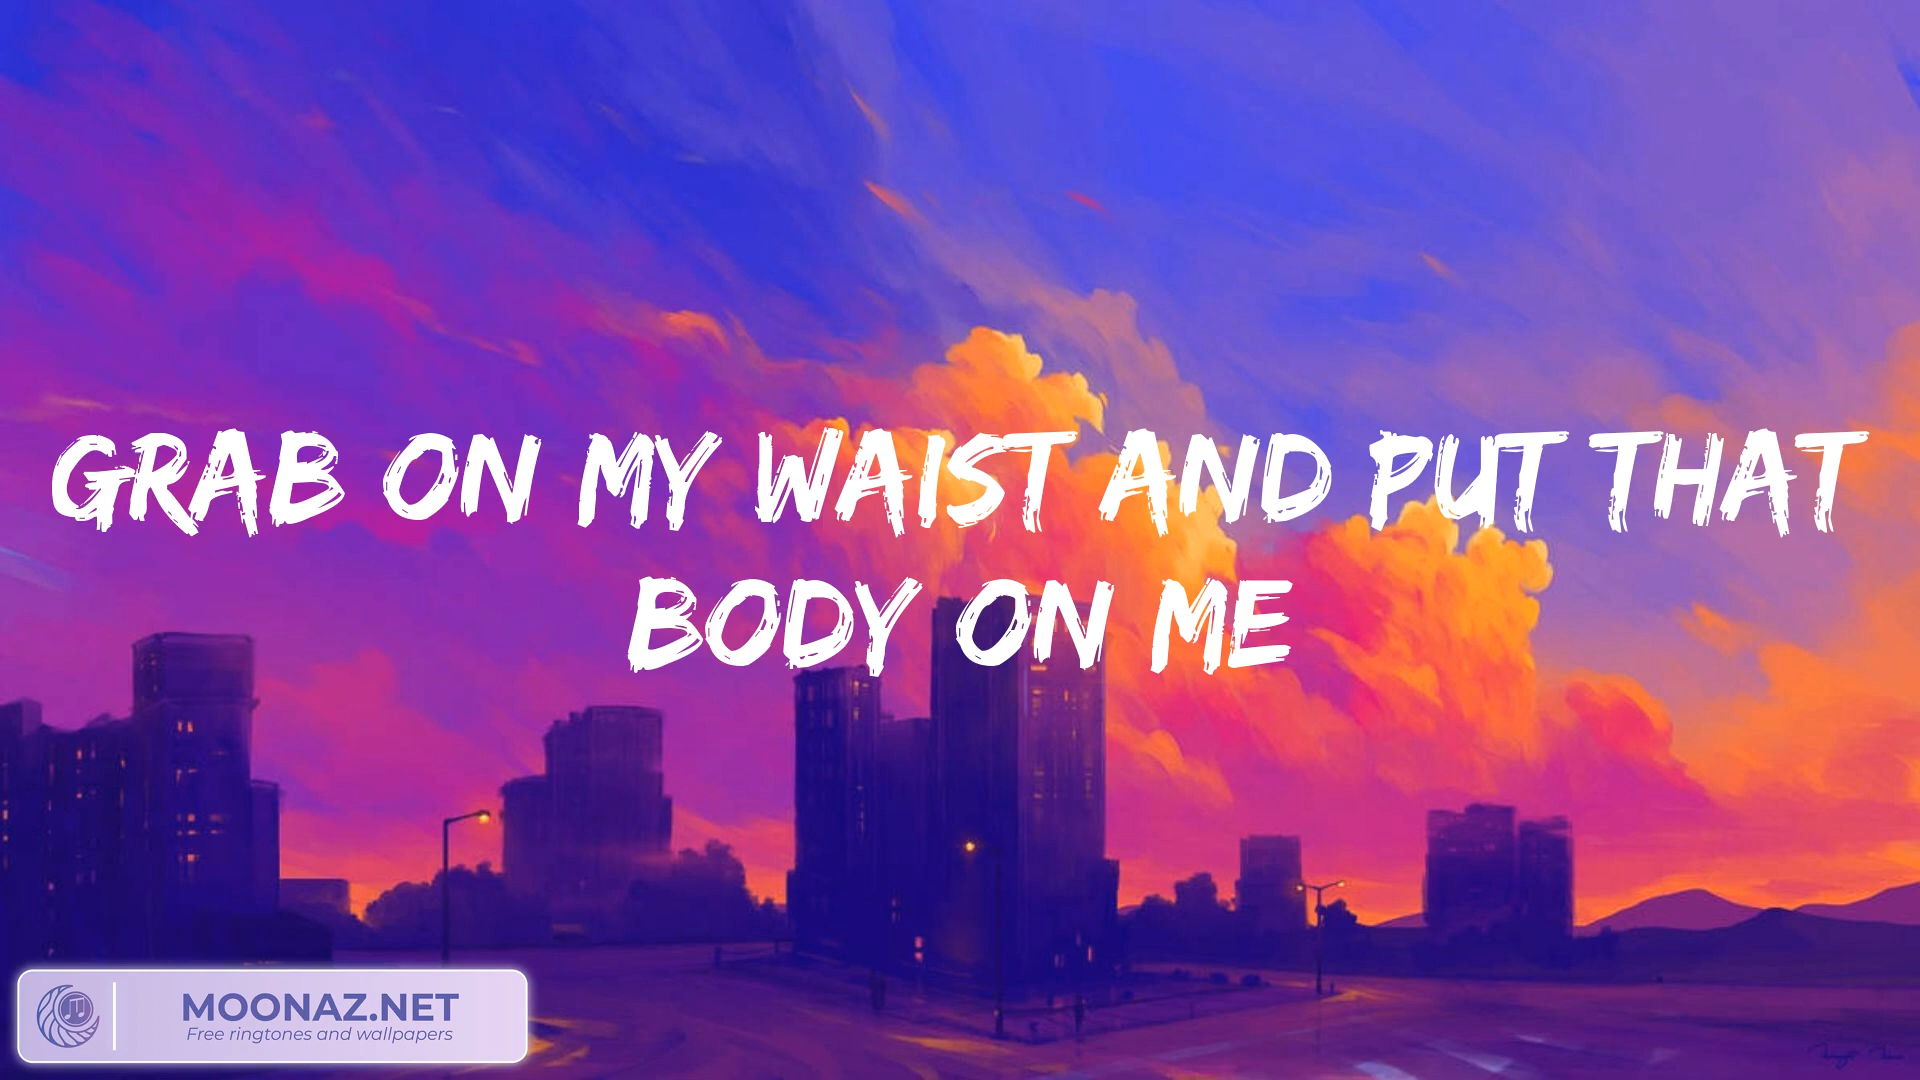 GRAB ON MY WAIST AND PUT THAT
BODY ON ME
MOONAZ.NET
Free ringtones and wallpapers